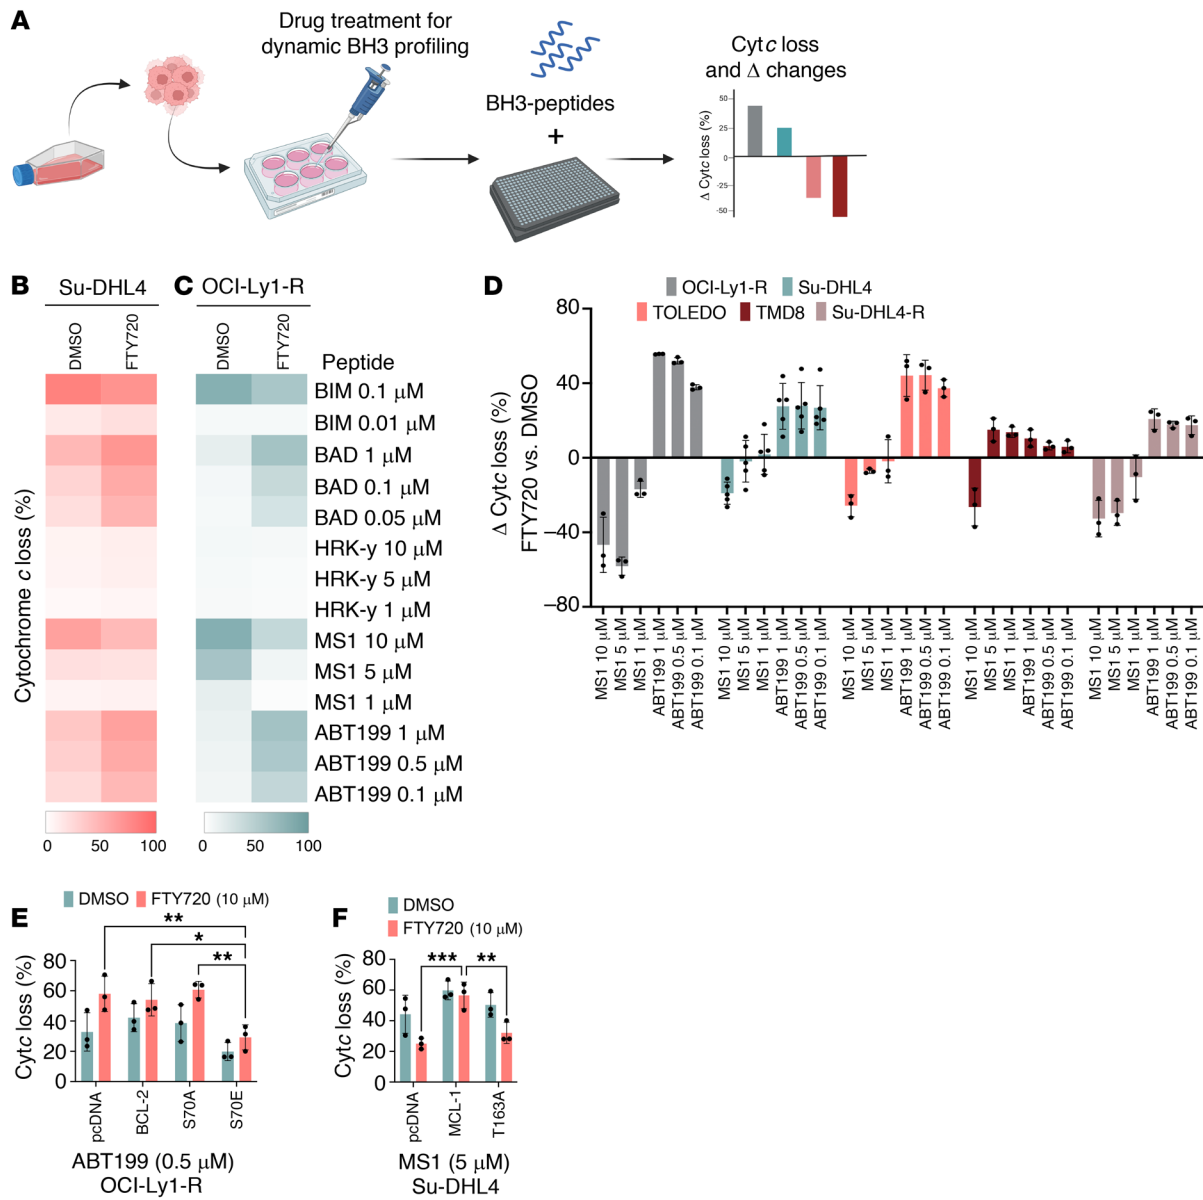 A
Drug treatment for
dynamic BH3 profiling
BH3-peptides
+
Cytc loss
and Δ changes
Δ Cytc loss (%)
50
25
0
-25
-50
B
Su-DHL4
C
OCI-Ly1-R
DMSO
FTY720
DMSO
FTY720
Peptide
Cytochrome c loss (%)
BIM 0.1 μM
BIM 0.01 μM
BAD 1 μM
BAD 0.1 μM
BAD 0.05 μM
HRK-y 10 μM
HRK-y 5 μM
HRK-y 1 μM
MS1 10 μM
MS1 5 μM
MS1 1 μM
ABT199 1 μM
ABT199 0.5 μM
ABT199 0.1 μM
0 50 100
0 50 100
D
OCI-Ly1-R Su-DHL4
TOLEDO TMD8 Su-DHL4-R
Δ Cytc loss (%)
FTY720 vs. DMSO
80
40
0
–40
–80
MS1 10 μM
MS1 5 μM
MS1 1 μM
ABT199 1 μM
ABT199 0.5 μM
ABT199 0.1 μM
MS1 10 μM
MS1 5 μM
MS1 1 μM
ABT199 1 μM
ABT199 0.5 μM
ABT199 0.1 μM
MS1 10 μM
MS1 5 μM
MS1 1 μM
ABT199 1 μM
ABT199 0.5 μM
ABT199 0.1 μM
MS1 10 μM
MS1 5 μM
MS1 1 μM
ABT199 1 μM
ABT199 0.5 μM
ABT199 0.1 μM
MS1 10 μM
MS1 5 μM
MS1 1 μM
ABT199 1 μM
ABT199 0.5 μM
ABT199 0.1 μM
E
DMSO FTY720 (10 μM)
**
*
**
Cytc loss (%)
80
60
40
20
0
pcDNA
BCL-2
S70A
S70E
ABT199 (0.5 μM)
OCI-Ly1-R
F
DMSO
FTY720 (10 μM)
*** **
Cytc loss (%)
80
60
40
20
0
pcDNA
MCL-1
T163A
MS1 (5 μM)
Su-DHL4